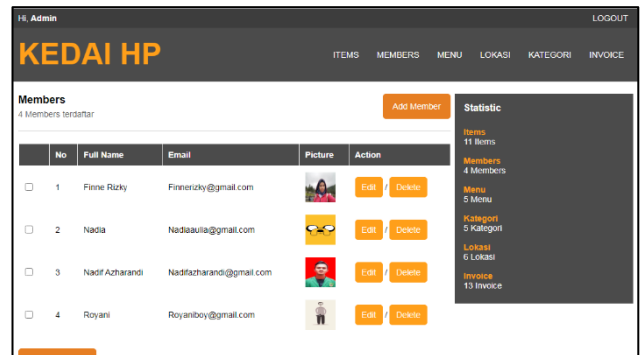 Hi, Admin
LOGOUT
KEDAI HP
ITEMS MEMBERS MENU LOKASI KATEGORI INVOICE
Members
4 Members terdaftar
Add Member
No Full Name Email Picture Action
1 Finne Rizky Finnerizky@gmail.com Edit / Delete
2 Nadia Nadiaaulia@gmail.com Edit / Delete
3 Nadif Azharandi Nadifazharandi@gmail.com Edit / Delete
4 Royani Royaniboy@gmail.com Edit / Delete
Statistic
Items
11 Items
Members
4 Members
Menu
5 Menu
Kategori
5 Kategori
Lokasi
6 Lokasi
Invoice
13 Invoice